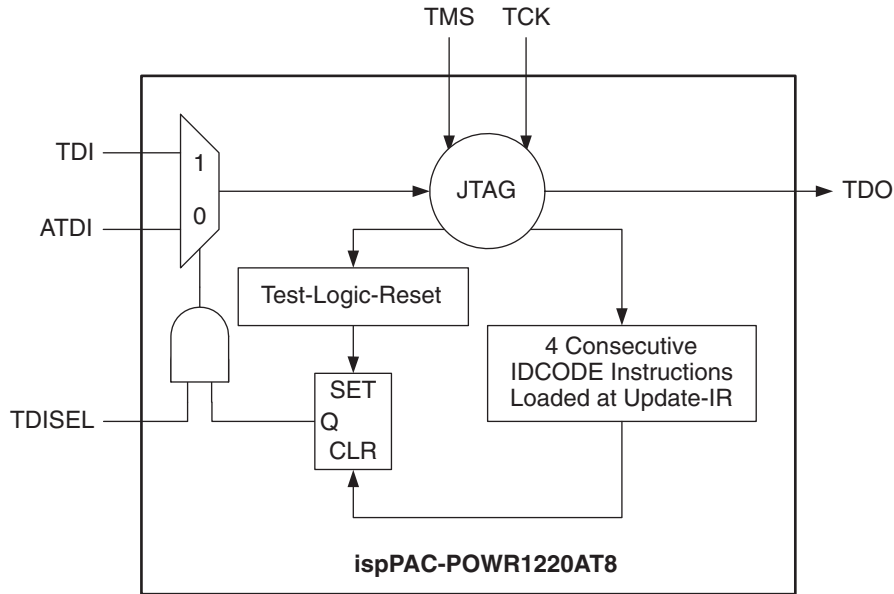 TMS
TCK
TDI
1
JTAG
TDO
ATDI
0
Test-Logic-Reset
4 Consecutive
IDCODE Instructions
Loaded at Update-IR
SET
TDISEL
Q
CLR
ispPAC-POWR1220AT8